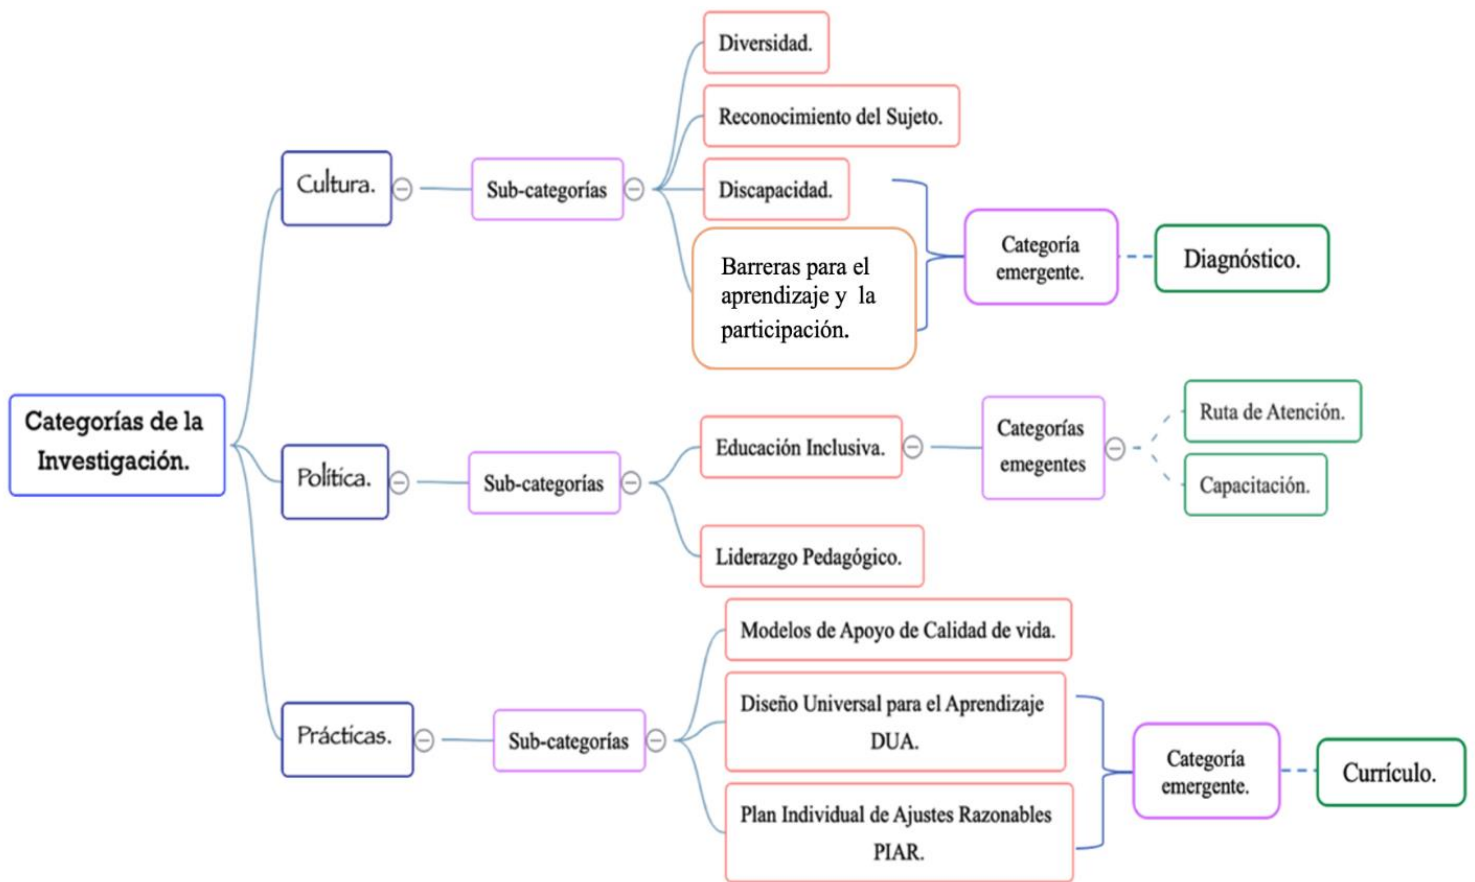 Categorías de la
Investigación.
Cultura.
Sub-categorías
Diversidad.
Reconocimiento del Sujeto.
Discapacidad.
Barreras para el
aprendizaje y la
participación.
Categoría
emergente.
Diagnóstico.
Política.
Sub-categorías
Educación Inclusiva.
Categorías
emegentes
Ruta de Atención.
Capacitación.
Liderazgo Pedagógico.
Prácticas.
Sub-categorías
Modelos de Apoyo de Calidad de vida.
Diseño Universal para el Aprendizaje
DUA.
Plan Individual de Ajustes Razonables
PIAR.
Categoría
emergente.
Currículo.